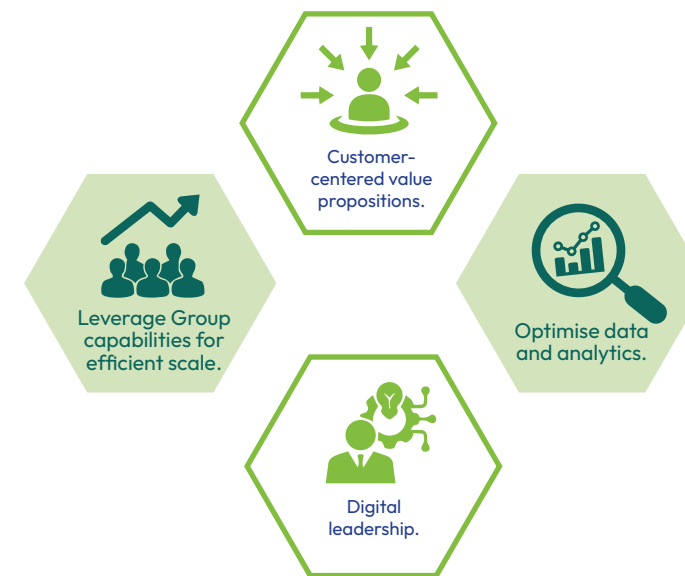 Customer-
centered value
propositions.
Leverage Group
capabilities for
efficient scale.
Optimise data
and analytics.
Digital
leadership.